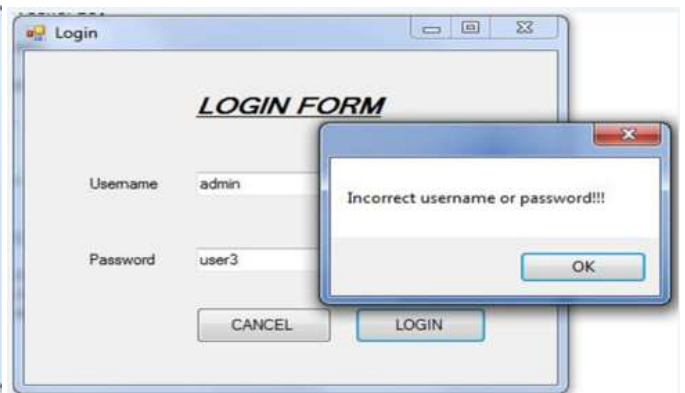 Login
LOGIN FORM
Username admin
Incorrect username or password!!!
Password user3
OK
CANCEL LOGIN